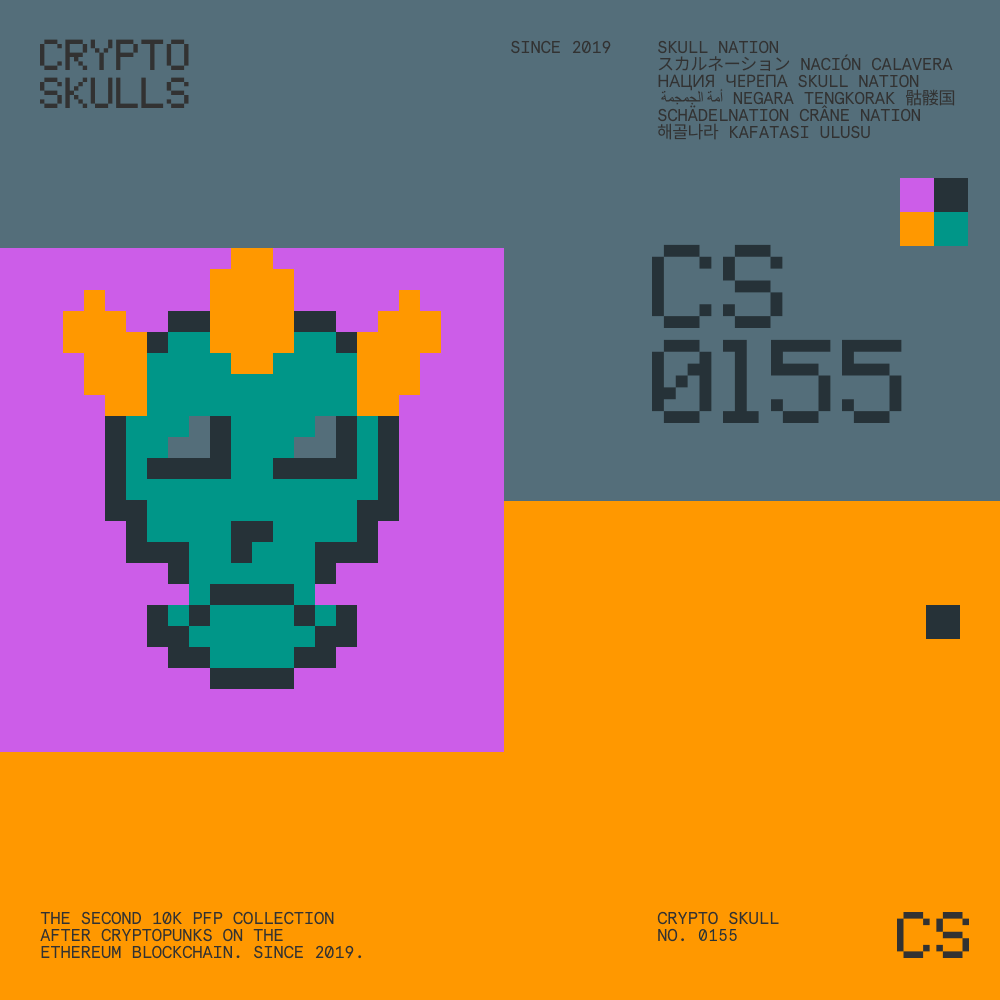 CRYPTO
SKULLS
SINCE 2019
SKULL NATION
スカルネーション NACIÓN CALAVERA
НАЦИЯ ЧЕРЕПА SKULL NATION
أمة الجمجمة NEGARA TENGKORAK 骷髅国
SCHÄDELNATION CRÂNE NATION
해골나라 KAFATASI ULUSU
CS
0155
THE SECOND 10K PFP COLLECTION
AFTER CRYPTOPUNKS ON THE
ETHEREUM BLOCKCHAIN. SINCE 2019.
CRYPTO SKULL
NO. 0155
CS